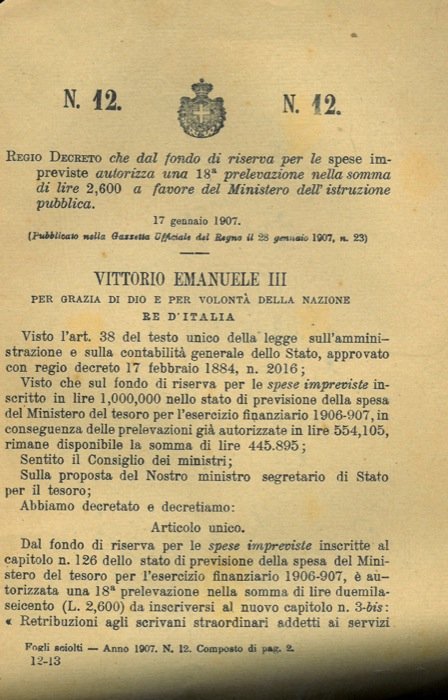 N. 12. N. 12.
REGIO DECRETO che dal fondo di riserva per le spese im-
previste autorizza una 18ª prelevazione nella somma
di lire 2,600 a favore del Ministero dell'istruzione
pubblica.
17 gennaio 1907.
(Pubblicato nella Gazzetta Ufficiale del Regno il 28 gennaio 1907, n. 23)
VITTORIO EMANUELE III
PER GRAZIA DI DIO E PER VOLONTÀ DELLA NAZIONE
RE D'ITALIA
Visto l'art. 38 del testo unico della legge sull'ammini-
strazione e sulla contabilità generale dello Stato, approvato
con regio decreto 17 febbraio 1884, n. 2016;
Visto che sul fondo di riserva per le spese impreviste in-
scritto in lire 1,000,000 nello stato di previsione della spesa
del Ministero del tesoro per l'esercizio finanziario 1906-907, in
conseguenza delle prelevazioni già autorizzate in lire 554,105,
rimane disponibile la somma di lire 445.895;
Sentito il Consiglio dei ministri;
Sulla proposta del Nostro ministro segretario di Stato
per il tesoro;
Abbiamo decretato e decretiamo:
Articolo unico.
Dal fondo di riserva per le spese impreviste inscritte al
capitolo n. 126 dello stato di previsione della spesa del Mini-
stero del tesoro per l'esercizio finanziario 1906-907, è au-
torizzata una 18ª prelevazione nella somma di lire duemila-
seicento (L. 2,600) da inscriversi al nuovo capitolo n. 3-bis:
« Retribuzioni agli scrivani straordinari addetti ai servizi
Fogli sciolti — Anno 1907. N. 12. Composto di pag. 2.
12-13